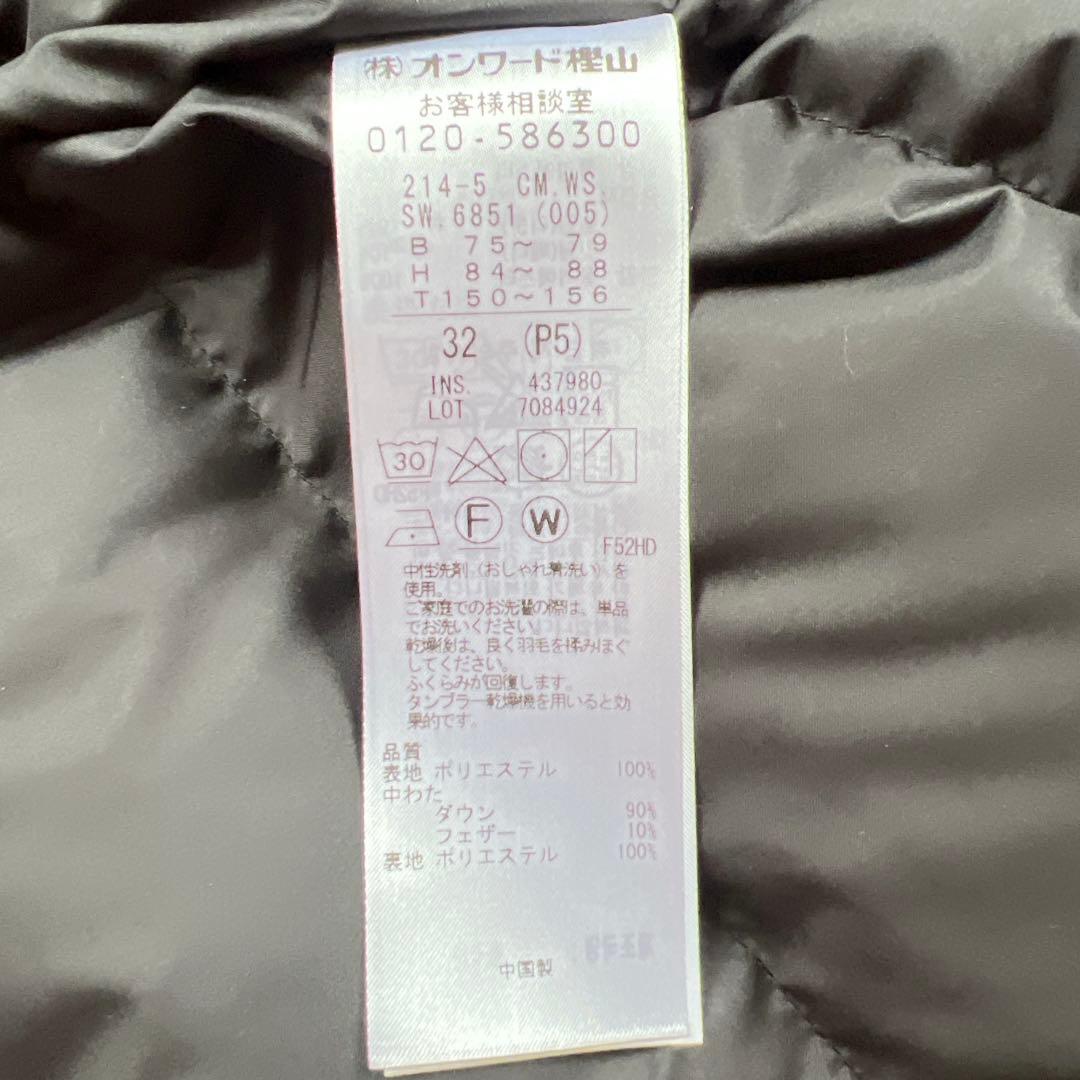 (株)オンワード樫山
お客様相談室
0120-586300
214-5 CM.WS.
SW.6851 (005)
B 75～ 79
H 84～ 88
T150～156
32 (P5)
INS. 437980
LOT 7084924
30
F W
F52HD
中性洗剤（おしゃれ着洗い）を
使用。
ご家庭でのお洗濯の際は、単品
でお洗いください。
乾燥後は、良く羽毛を揉みほぐ
してください。
ふくらみが回復します。
タンブラー乾燥機を用いると効
果的です。
品質
表地 ポリエステル 100%
中わた
ダウン 90%
フェザー 10%
裏地 ポリエステル 100%
中国製